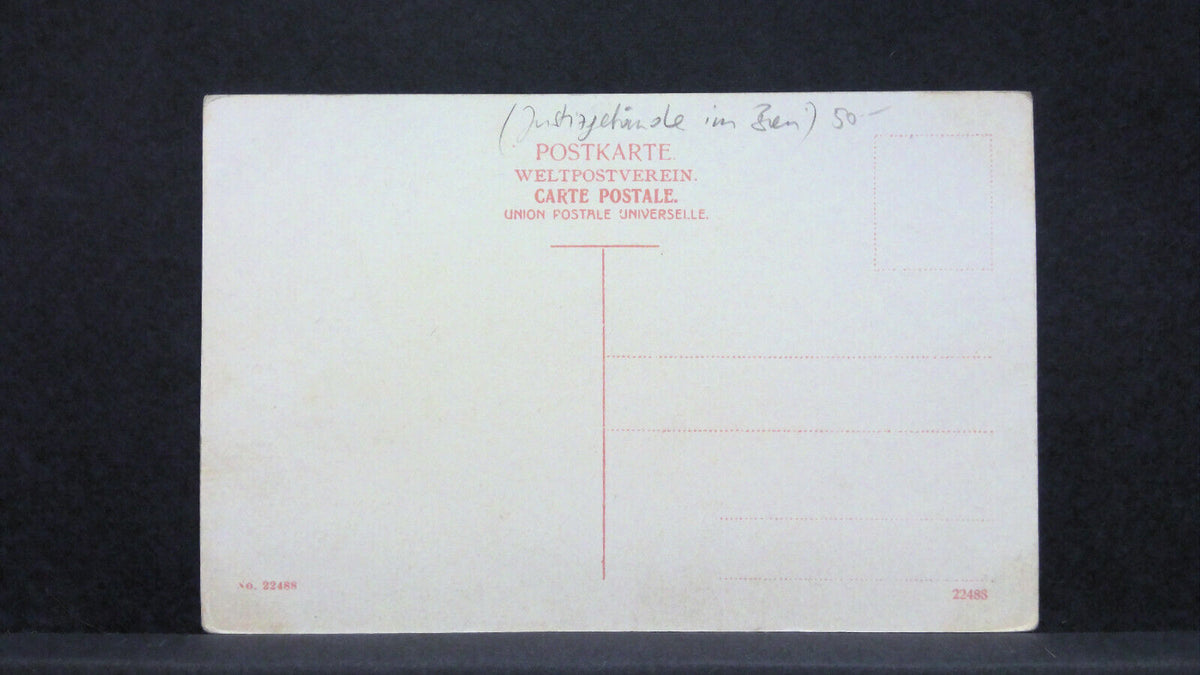 (Justizgebäude im Bau) 50-
POSTKARTE.
WELTPOSTVEREIN.
CARTE POSTALE.
UNION POSTALE UNIVERSELLE.
No. 22488
22488